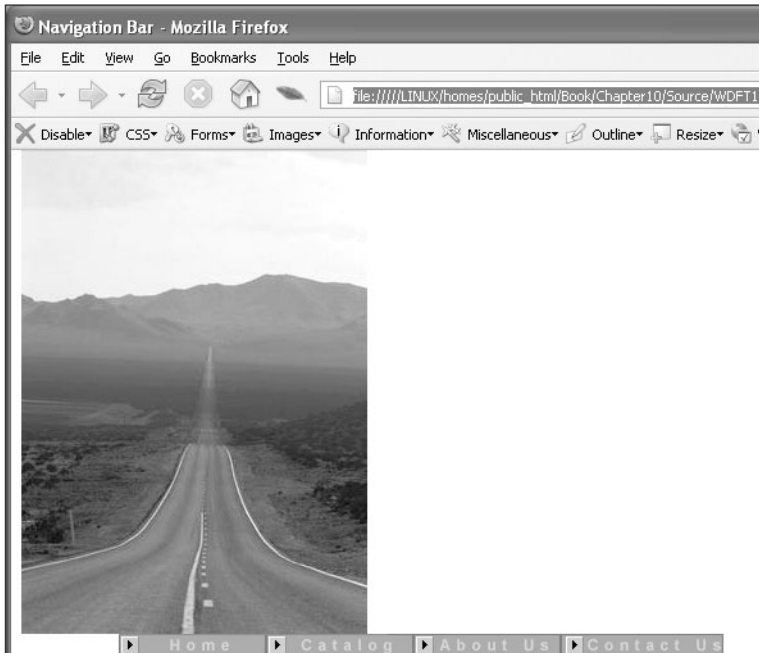 Navigation Bar - Mozilla Firefox
File Edit View Go Bookmarks Tools Help
file://///LINUX/homes/public_html/Book/Chapter10/Source/WDFT1
Disable CSS Forms Images Information Miscellaneous Outline Resize
Home Catalog About Us Contact Us